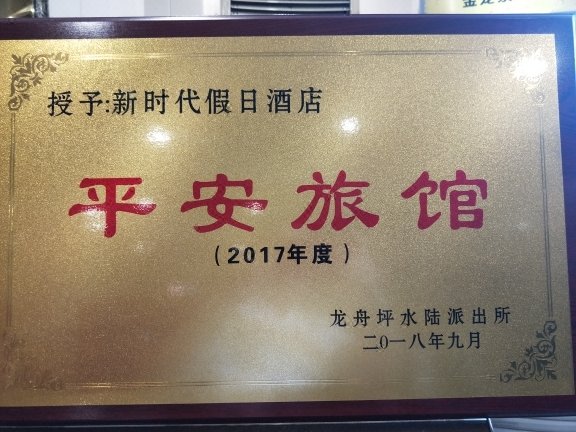 授予:新时代假日酒店
平安旅馆
(2017年度)
龙舟坪水陆派出所
二0一八年九月